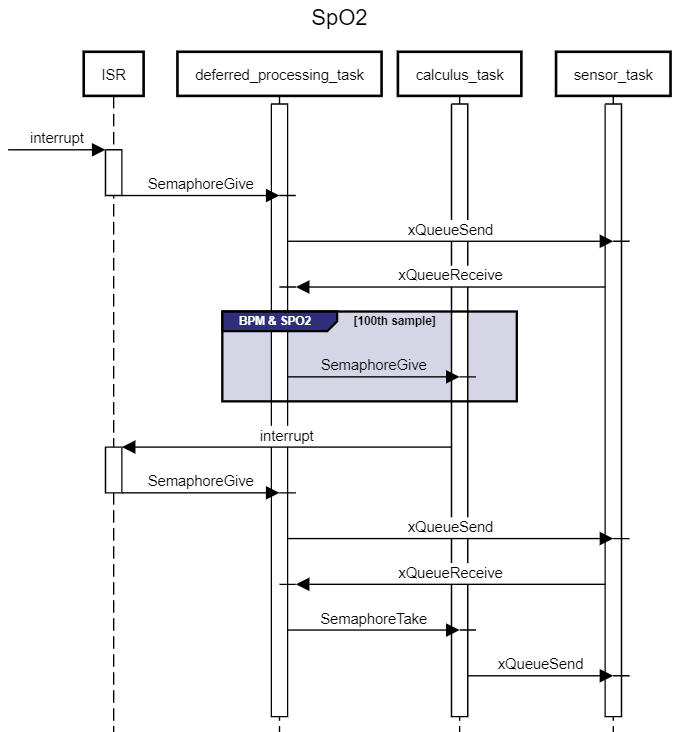 SpO2
ISR
deferred_processing_task
calculus_task
sensor_task
interrupt
SemaphoreGive
xQueueSend
xQueueReceive
BPM & SPO2
[100th sample]
SemaphoreGive
interrupt
SemaphoreGive
xQueueSend
xQueueReceive
SemaphoreTake
xQueueSend